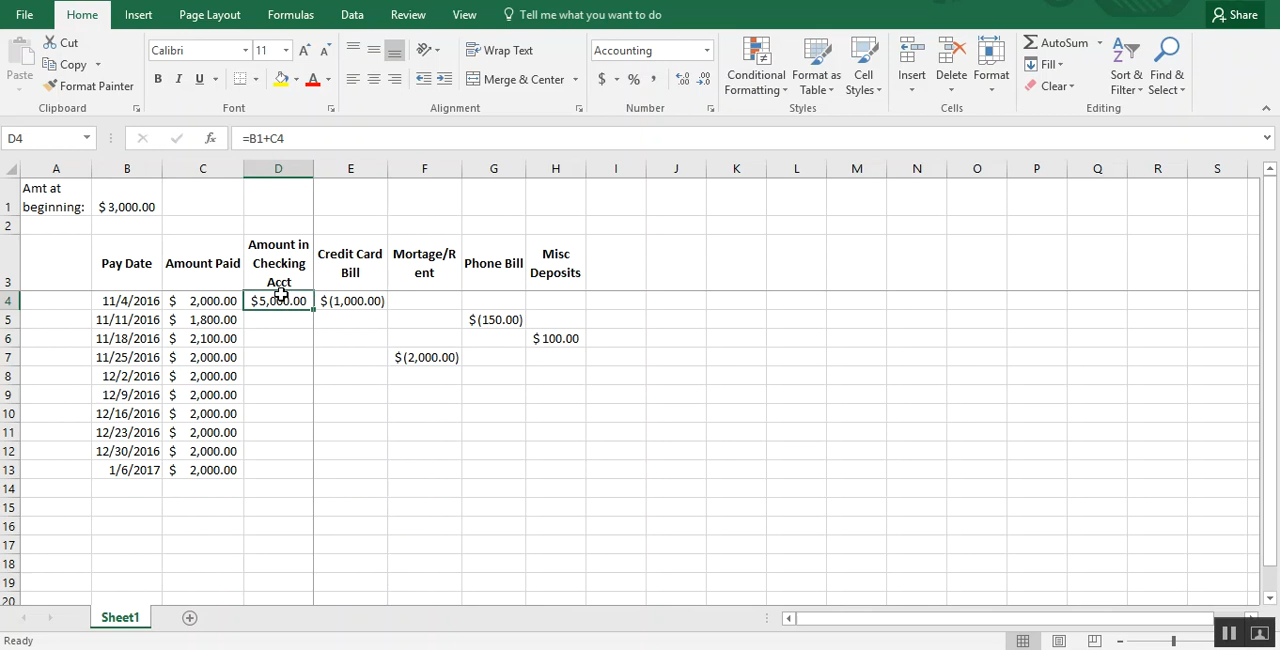 File Home Insert Page Layout Formulas Data Review View Tell me what you want to do Share
Paste Cut Copy Format Painter
Calibri 11 A A
B I U A
Wrap Text
Merge & Center
Accounting
$ % , .00 .00
Conditional Formatting
Format as Table
Cell Styles
Insert Delete Format
AutoSum Fill Clear
Sort & Filter
Find & Select
Clipboard Font Alignment Number Styles Cells Editing
D4 fx =B1+C4
A B C D E F G H I J K L M N O P Q R S
1 Amt at beginning: $ 3,000.00
2
3 Pay Date Amount Paid Amount in Checking Acct Credit Card Bill Mortage/R ent Phone Bill Misc Deposits
4 11/4/2016 $ 2,000.00 $5,000.00 $(1,000.00)
5 11/11/2016 $ 1,800.00 $(150.00)
6 11/18/2016 $ 2,100.00 $ 100.00
7 11/25/2016 $ 2,000.00 $(2,000.00)
8 12/2/2016 $ 2,000.00
9 12/9/2016 $ 2,000.00
10 12/16/2016 $ 2,000.00
11 12/23/2016 $ 2,000.00
12 12/30/2016 $ 2,000.00
13 1/6/2017 $ 2,000.00
14
15
16
17
18
19
20
Sheet1
Ready